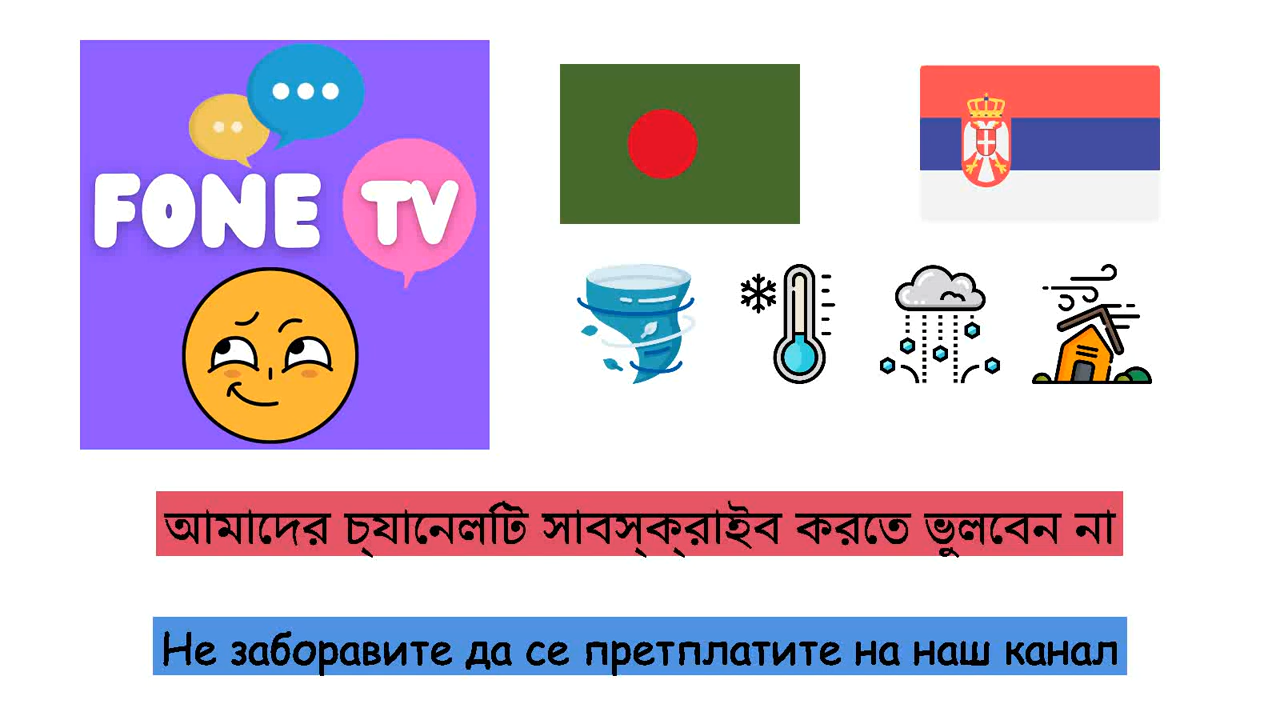 FONE TV
আমাদের চ্যানেলটি সাবস্ক্রাইব করতে ভুলবেন না
Не заборавите да се претплатите на наш канал